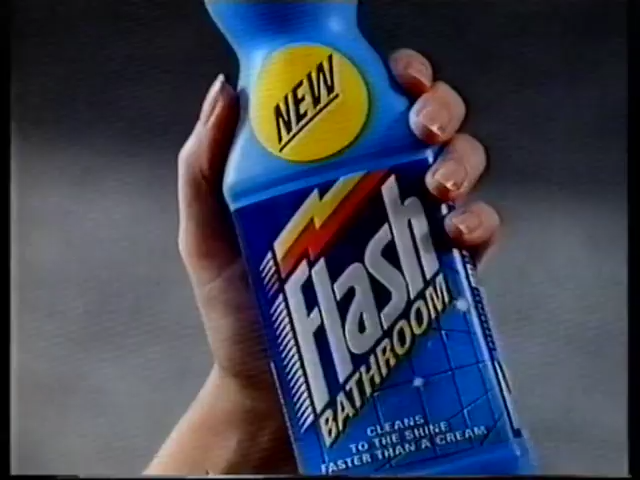 NEW
Flash
BATHROOM
CLEANS
TO THE SHINE
FASTER THAN A CREAM